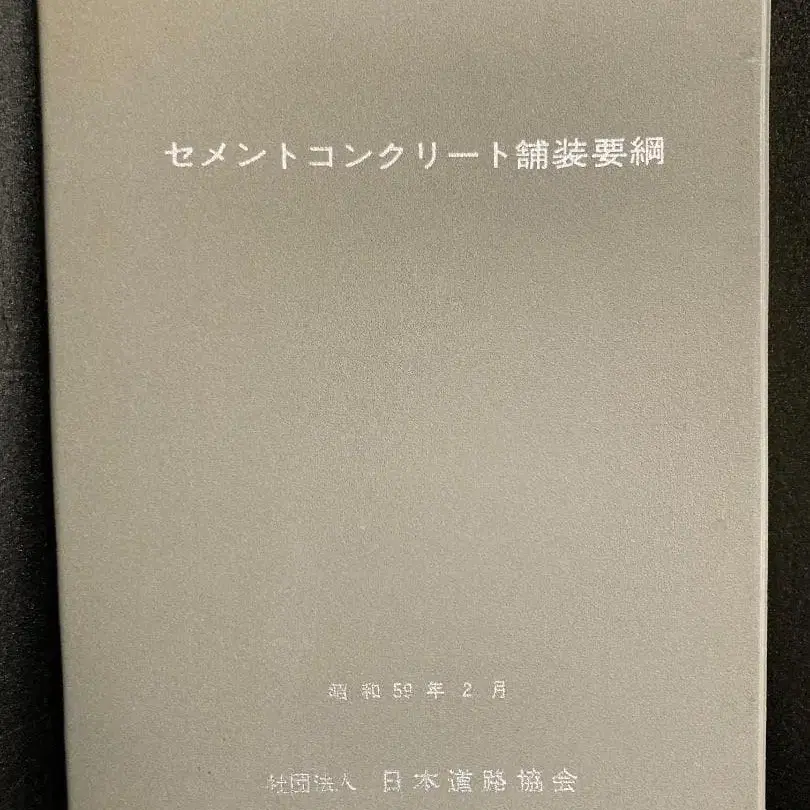 セメントコンクリート舗装要綱
昭和59年2月
社団法人 日本道路協会